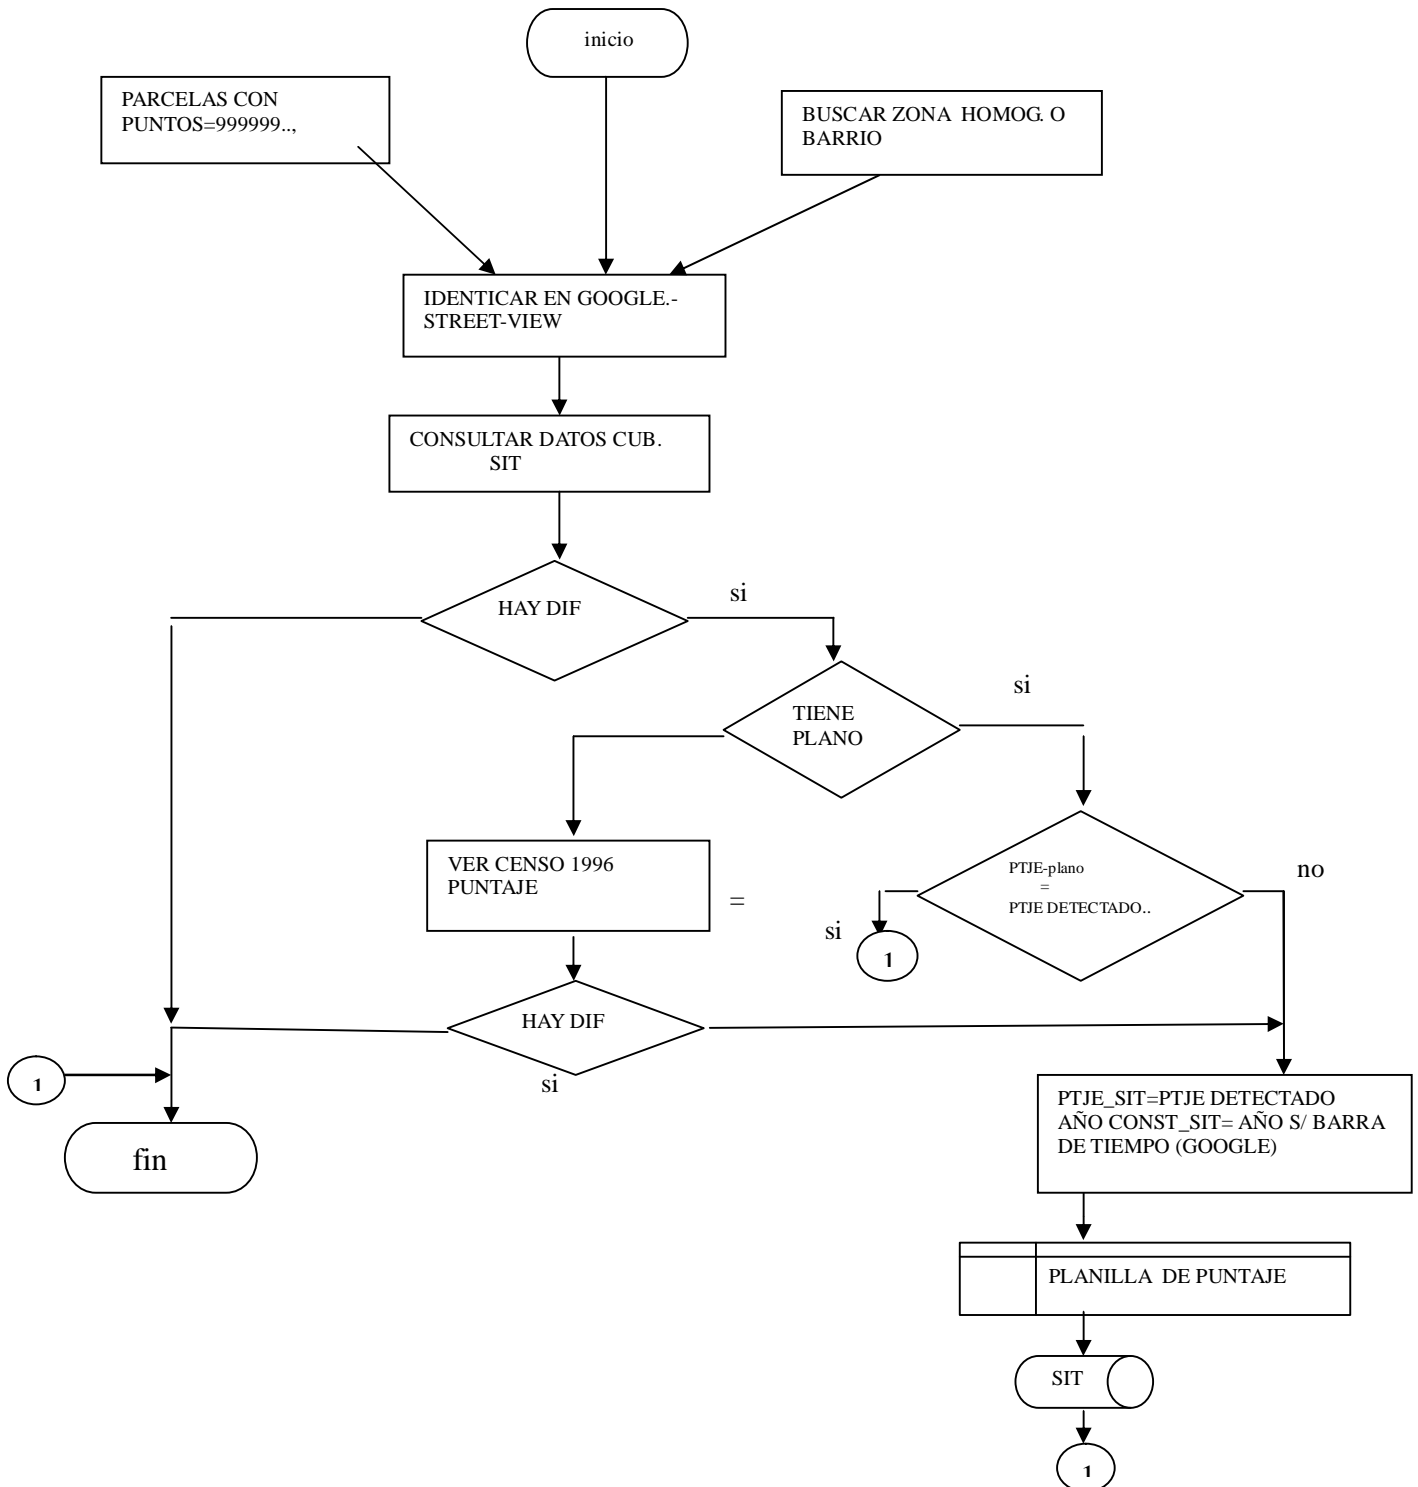 inicio
PARCELAS CON
PUNTOS=999999..,
BUSCAR ZONA HOMOG. O
BARRIO
IDENTICAR EN GOOGLE.-
STREET-VIEW
CONSULTAR DATOS CUB.
SIT
HAY DIF
si
TIENE
PLANO
si
VER CENSO 1996
PUNTAJE
=
PTJE-plano
=
PTJE DETECTADO..
no
si
1
HAY DIF
si
1
fin
PTJE_SIT=PTJE DETECTADO
AÑO CONST_SIT= AÑO S/ BARRA
DE TIEMPO (GOOGLE)
PLANILLA DE PUNTAJE
SIT
1